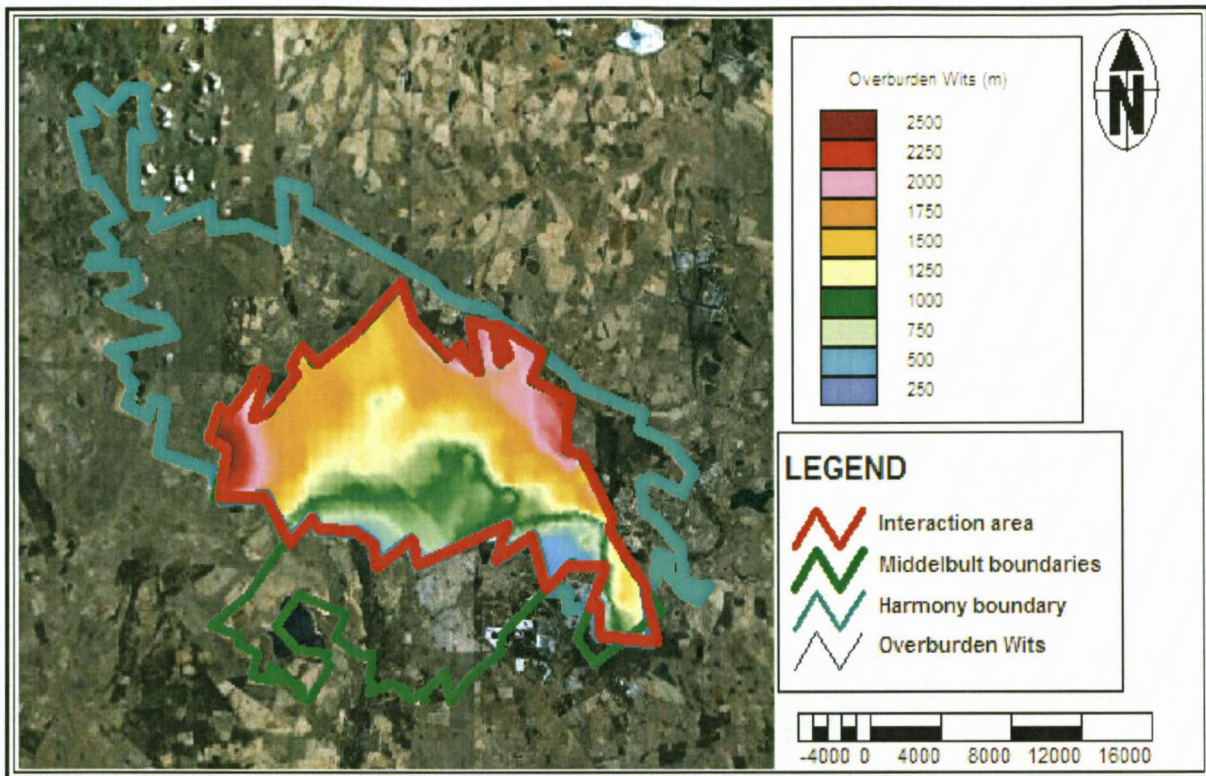 Overburden Wits (m)
2500
2250
2000
1750
1500
1250
1000
750
500
250
N
LEGEND
Interaction area
Middelbult boundaries
Harmony boundary
Overburden Wits
-4000 0 4000 8000 12000 16000